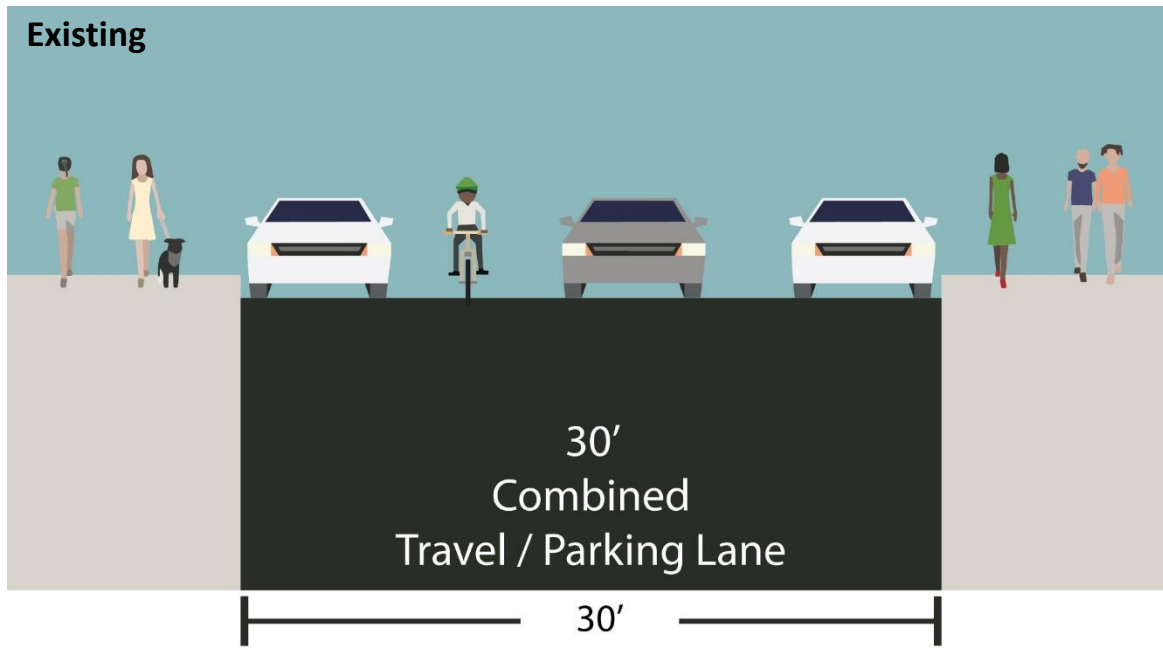 Existing
30’
Combined
Travel / Parking Lane
30’